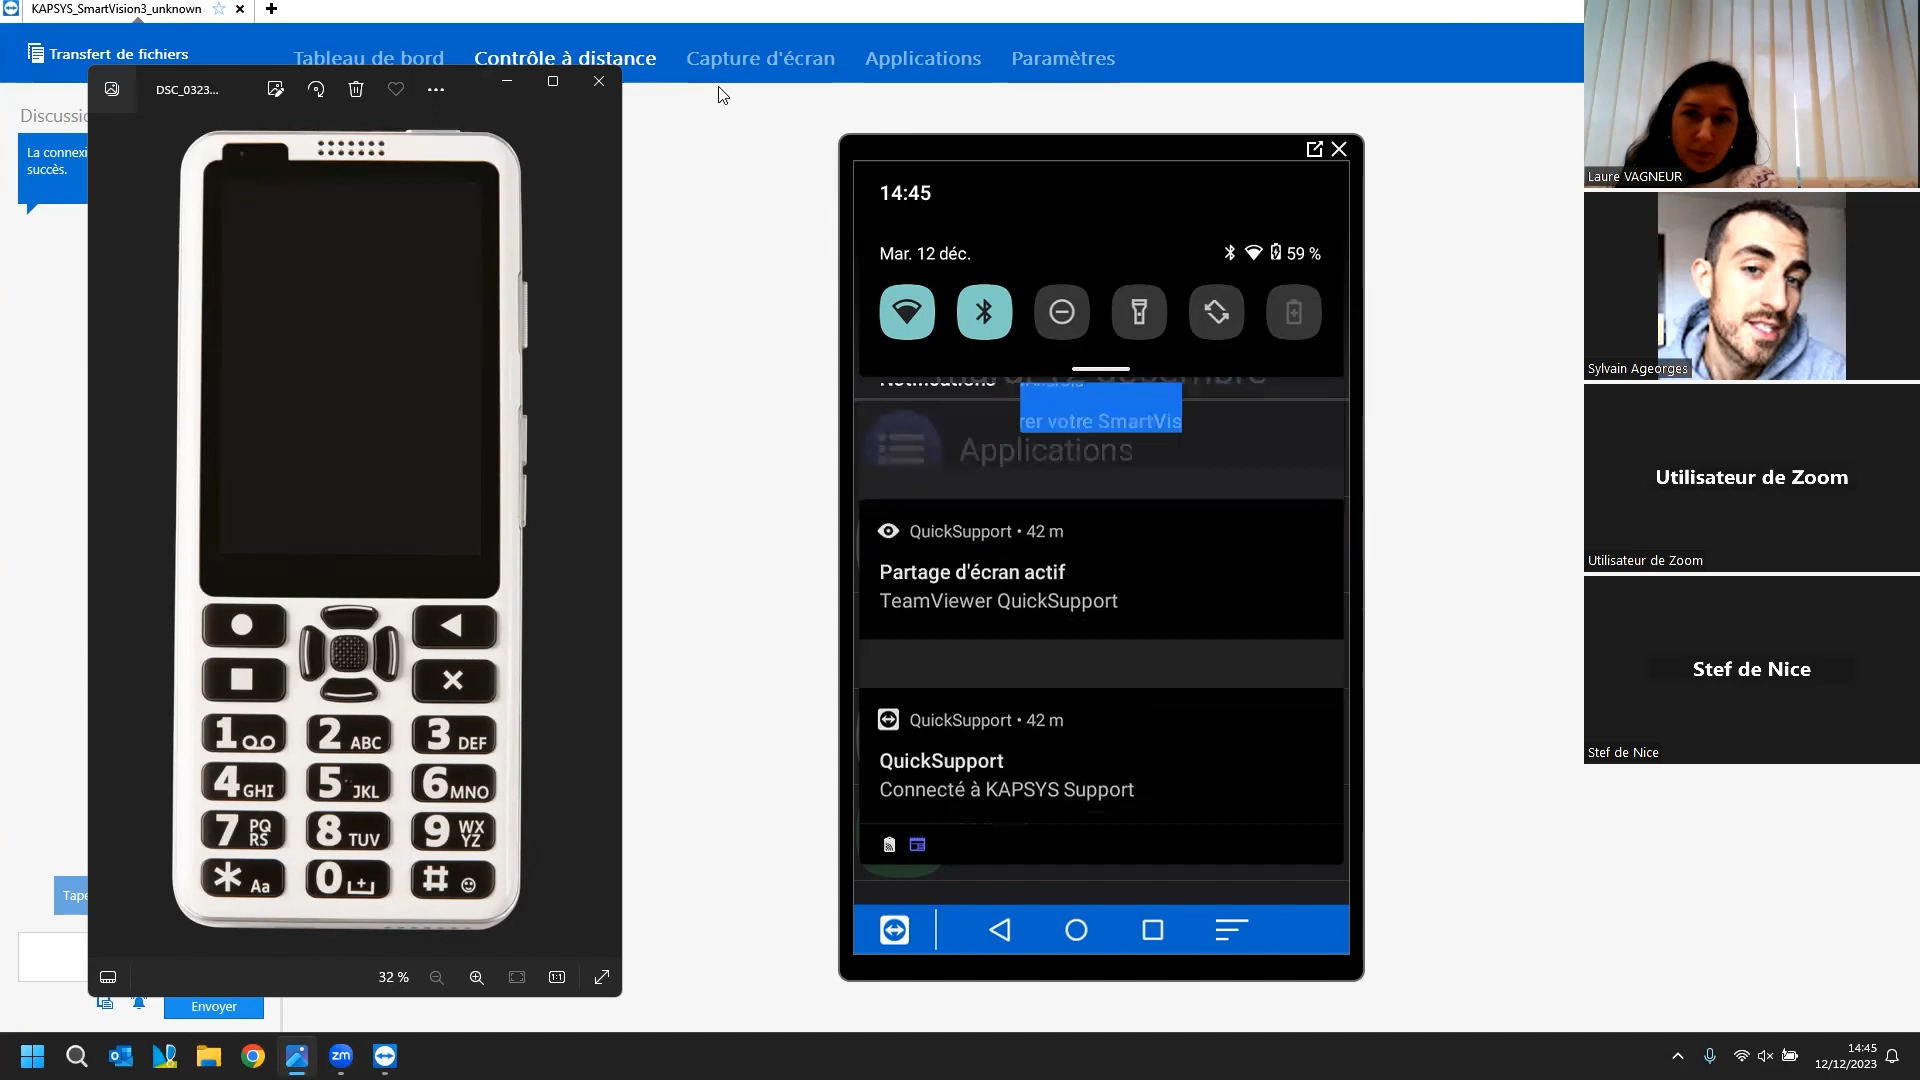 KAPSYS_SmartVision3_unknown
Transfert de fichiers
Tableau de bord
Contrôle à distance
Capture d'écran
Applications
Paramètres
DSC_0323...
La connexi
succès.
1
2 ABC
3 DEF
4 GHI
5 JKL
6 MNO
7 PQ RS
8 TUV
9 WX YZ
* Aa
0
#
32 %
1:1
Envoyer
14:45
Mar. 12 déc.
59 %
Notifications
rer votre SmartVis
Applications
QuickSupport • 42 m
Partage d'écran actif
TeamViewer QuickSupport
QuickSupport • 42 m
QuickSupport
Connecté à KAPSYS Support
Laure VAGNEUR
Sylvain Ageorges
Utilisateur de Zoom
Utilisateur de Zoom
Stef de Nice
Stef de Nice
zm
14:45
12/12/2023